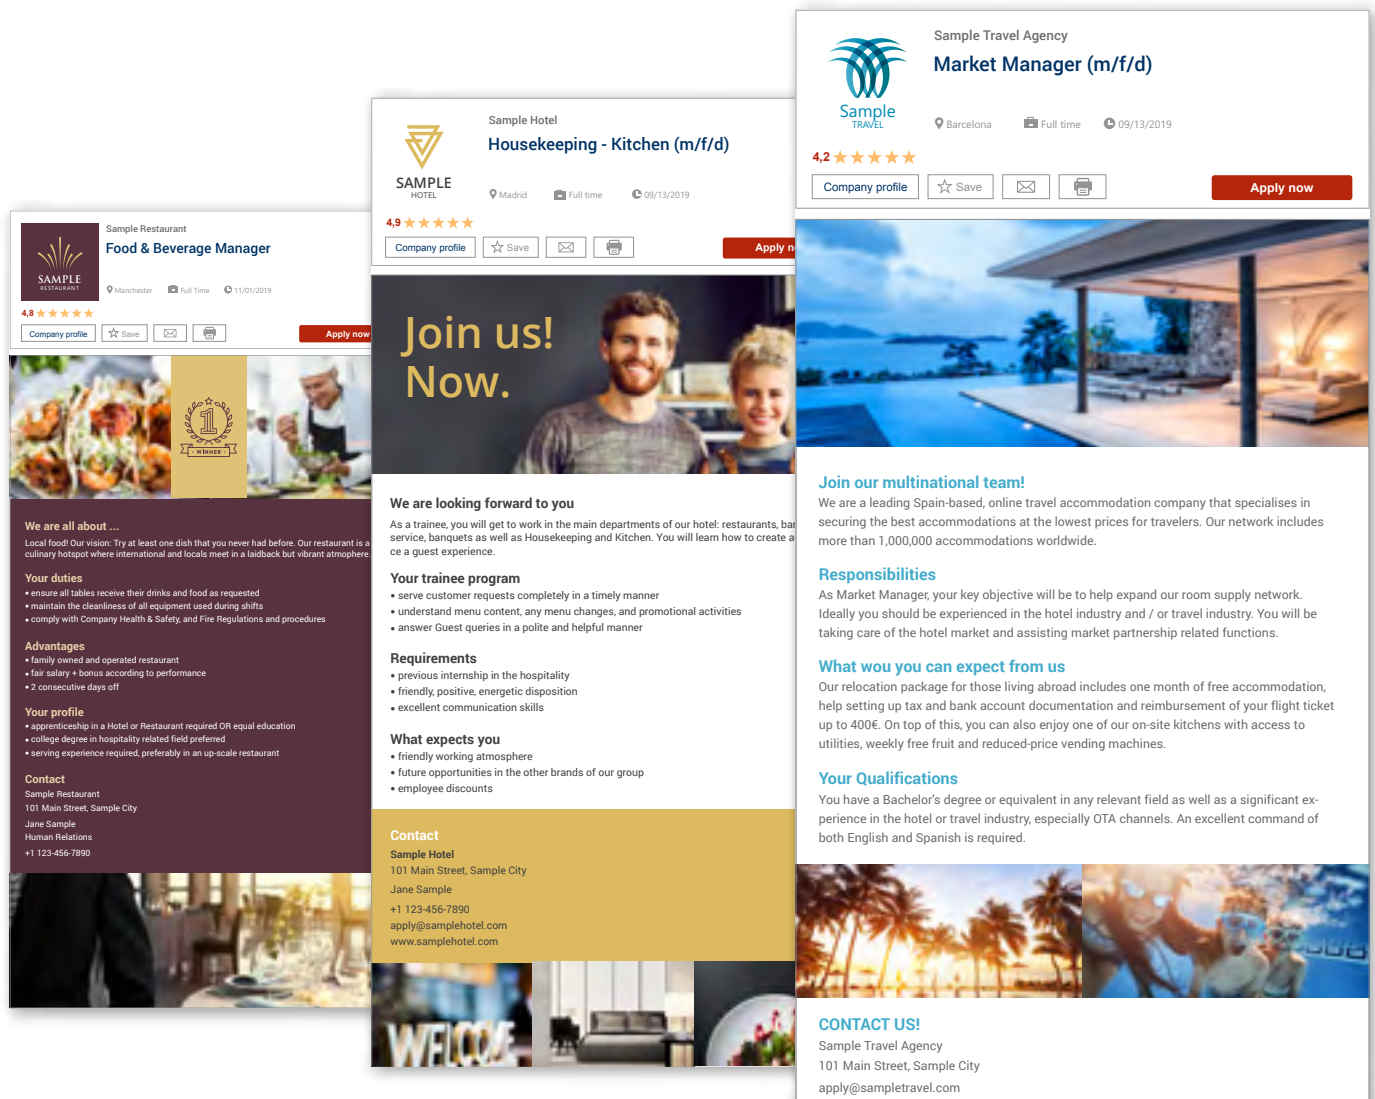 SAMPLE
RESTAURANT
Sample Restaurant
Food & Beverage Manager
Manchester Full Time 11/01/2019
4,8
Company profile Save Apply now
1
WINNER
We are all about ...
Local food! Our vision: Try at least one dish that you never had before. Our restaurant is a
culinary hotspot where international and locals meet in a laidback but vibrant atmophere.
Your duties
• ensure all tables receive their drinks and food as requested
• maintain the cleanliness of all equipment used during shifts
• comply with Company Health & Safety, and Fire Regulations and procedures
Advantages
• family owned and operated restaurant
• fair salary + bonus according to performance
• 2 consecutive days off
Your profile
• apprenticeship in a Hotel or Restaurant required OR equal education
• college degree in hospitality related field preferred
• serving experience required, preferably in an up-scale restaurant
Contact
Sample Restaurant
101 Main Street, Sample City
Jane Sample
Human Relations
+1 123-456-7890
SAMPLE
HOTEL
Sample Hotel
Housekeeping - Kitchen (m/f/d)
Madrid Full time 09/13/2019
4,9
Company profile Save Apply n
Join us!
Now.
We are looking forward to you
As a trainee, you will get to work in the main departments of our hotel: restaurants, bar
service, banquets as well as Housekeeping and Kitchen. You will learn how to create a
ce a guest experience.
Your trainee program
• serve customer requests completely in a timely manner
• understand menu content, any menu changes, and promotional activities
• answer Guest queries in a polite and helpful manner
Requirements
• previous internship in the hospitality
• friendly, positive, energetic disposition
• excellent communication skills
What expects you
• friendly working atmosphere
• future opportunities in the other brands of our group
• employee discounts
Contact
Sample Hotel
101 Main Street, Sample City
Jane Sample
+1 123-456-7890
apply@samplehotel.com
www.samplehotel.com
WELCOME
Sample
TRAVEL
Sample Travel Agency
Market Manager (m/f/d)
Barcelona Full time 09/13/2019
4,2
Company profile Save Apply now
Join our multinational team!
We are a leading Spain-based, online travel accommodation company that specialises in
securing the best accommodations at the lowest prices for travelers. Our network includes
more than 1,000,000 accommodations worldwide.
Responsibilities
As Market Manager, your key objective will be to help expand our room supply network.
Ideally you should be experienced in the hotel industry and / or travel industry. You will be
taking care of the hotel market and assisting market partnership related functions.
What wou you can expect from us
Our relocation package for those living abroad includes one month of free accommodation,
help setting up tax and bank account documentation and reimbursement of your flight ticket
up to 400€. On top of this, you can also enjoy one of our on-site kitchens with access to
utilities, weekly free fruit and reduced-price vending machines.
Your Qualifications
You have a Bachelor's degree or equivalent in any relevant field as well as a significant ex-
perience in the hotel or travel industry, especially OTA channels. An excellent command of
both English and Spanish is required.
CONTACT US!
Sample Travel Agency
101 Main Street, Sample City
apply@sampletravel.com